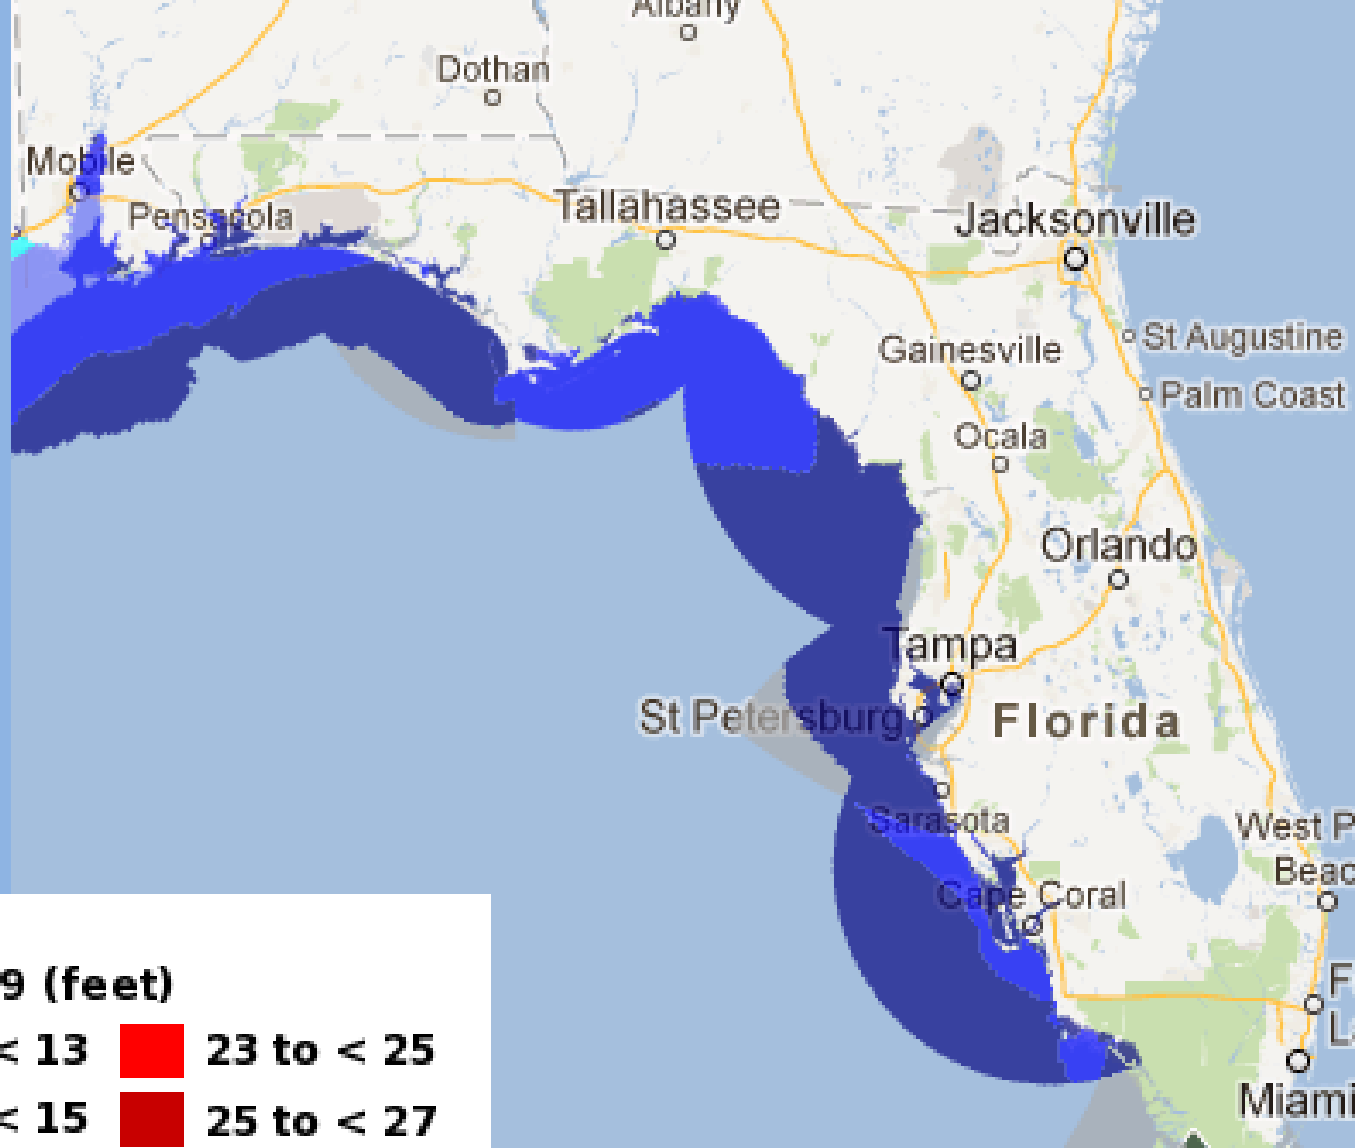 Albany
Dothan
Mobile
Pensacola
Tallahassee
Jacksonville
St Augustine
Gainesville
Palm Coast
Ocala
Orlando
Tampa
St Petersburg
Florida
Sarasota
West P
Beac
Cape Coral
F
L
Miami
9 (feet)
< 13 23 to < 25
< 15 25 to < 27